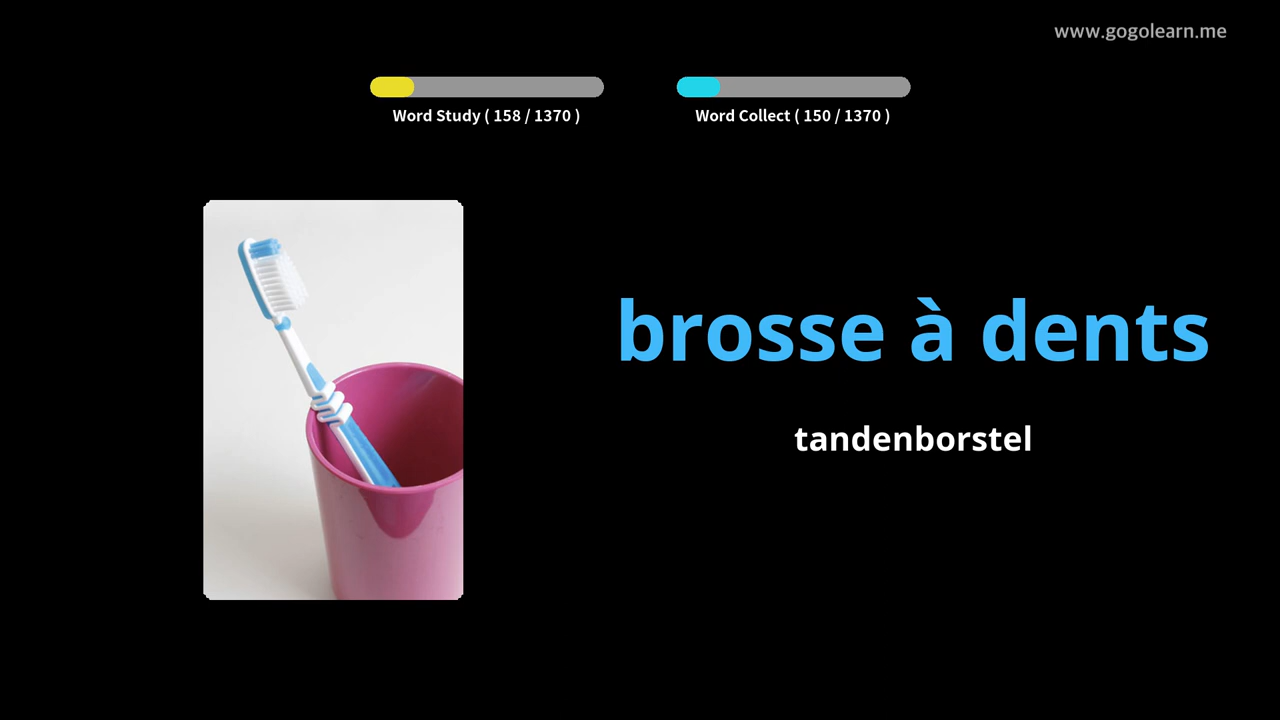 www.gogolearn.me
Word Study ( 158 / 1370 )
Word Collect ( 150 / 1370 )
brosse à dents
tandenborstel